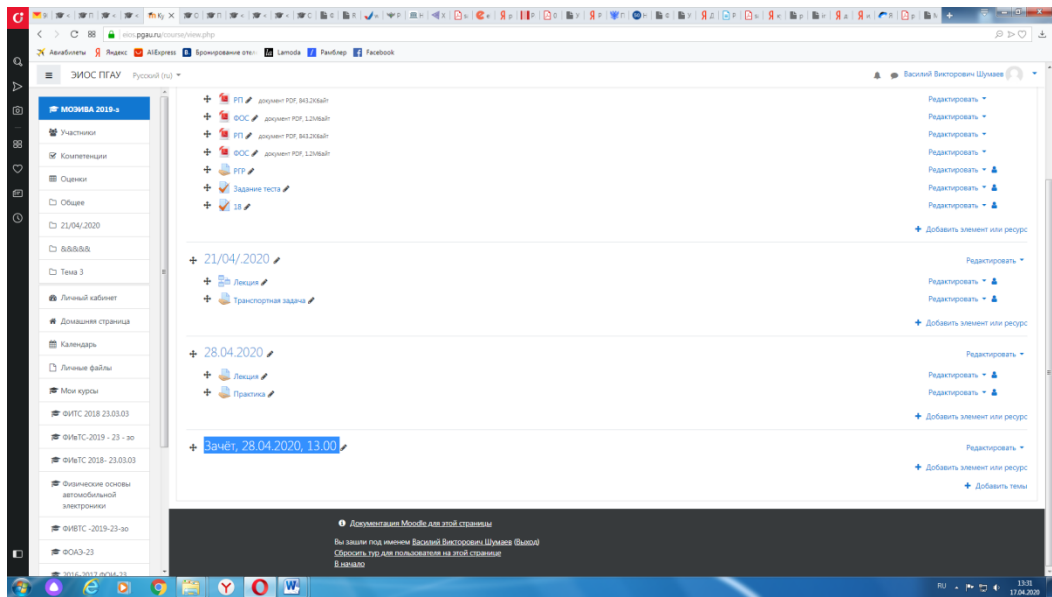 vios.pgau.ru/course/view.php
Авиабилеты Яндекс AliExpress Бронирование отел Lamoda Рамблер Facebook
ЭИОС ПГАУ Русский (ru)
Василий Викторович Шумаев
МОЭИВА 2019-з
Участники
Компетенции
Оценки
Общее
21/04/.2020
&&&&&
Тема 3
Личный кабинет
Домашняя страница
Календарь
Личные файлы
Мои курсы
ФИТС 2018 23.03.03
ФИвТС-2019 - 23 - зо
ФИвТС 2018- 23.03.03
Физические основы
автомобильной
электроники
ФИВТС -2019-23-зо
ФОАЭ-23
2016-2017 ФОИ-23
РП документ PDF, 843.2Кбайт Редактировать
ФОС документ PDF, 1.2Мбайт Редактировать
РП документ PDF, 843.2Кбайт Редактировать
ФОС документ PDF, 1.2Мбайт Редактировать
РГР Редактировать
Задание теста Редактировать
18 Редактировать
Добавить элемент или ресурс
21/04/.2020 Редактировать
Лекция Редактировать
Транспортная задача Редактировать
Добавить элемент или ресурс
28.04.2020 Редактировать
Лекция Редактировать
Практика Редактировать
Добавить элемент или ресурс
Зачёт, 28.04.2020, 13.00 Редактировать
Добавить элемент или ресурс
Добавить темы
Документация Moodle для этой страницы
Вы зашли под именем Василий Викторович Шумаев (Выход)
Сбросить тур для пользователя на этой странице
В начало
RU
13:31
17.04.2020